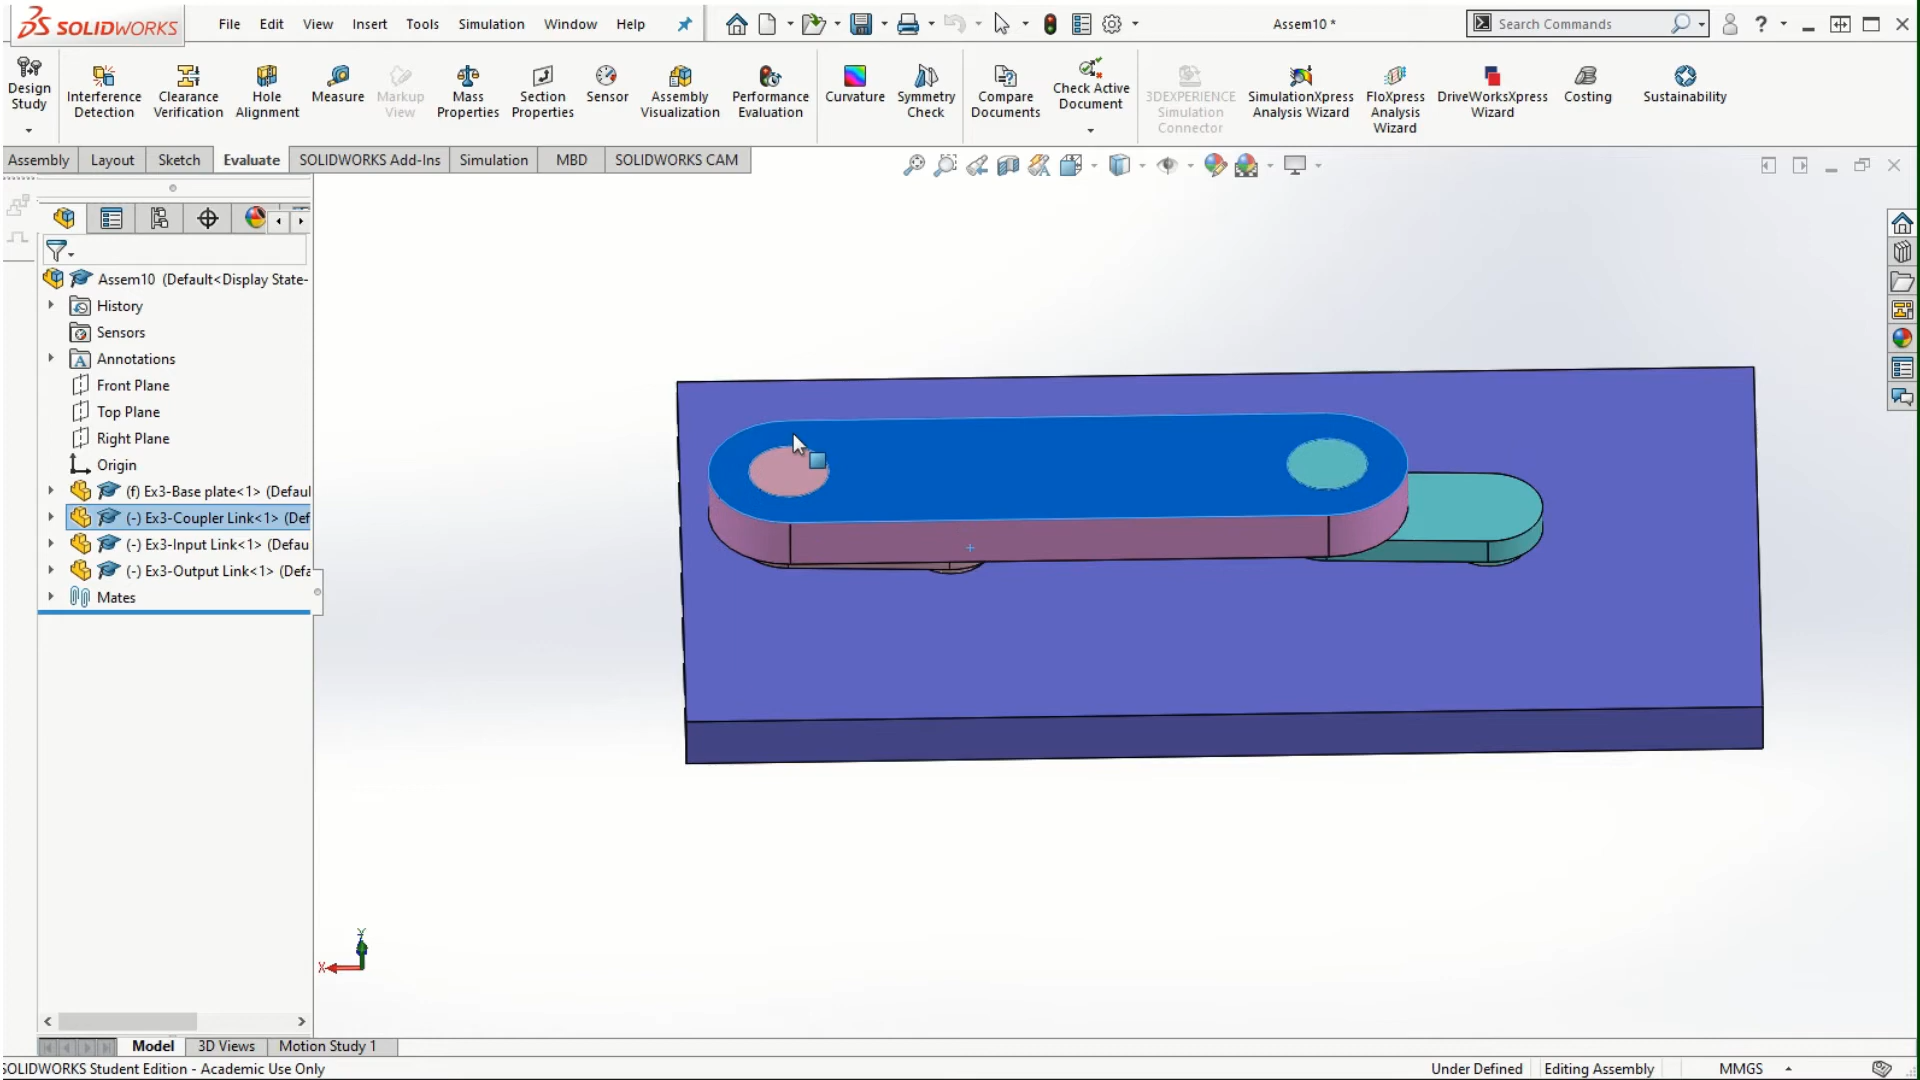 SOLIDWORKS File Edit View Insert Tools Simulation Window Help Assem10 * Search Commands ?
Design Study
Interference Detection
Clearance Verification
Hole Alignment
Measure
Markup View
Mass Properties
Section Properties
Sensor
Assembly Visualization
Performance Evaluation
Curvature
Symmetry Check
Compare Documents
Check Active Document
3DEXPERIENCE Simulation Connector
SimulationXpress Analysis Wizard
FloXpress Analysis Wizard
DriveWorksXpress Wizard
Costing
Sustainability
Assembly Layout Sketch Evaluate SOLIDWORKS Add-Ins Simulation MBD SOLIDWORKS CAM
Assem10 (Default<Display State-
History
Sensors
Annotations
Front Plane
Top Plane
Right Plane
Origin
(f) Ex3-Base plate<1> (Defaul
(-) Ex3-Coupler Link<1> (Def
(-) Ex3-Input Link<1> (Defau
(-) Ex3-Output Link<1> (Defa
Mates
Y
X
Model 3D Views Motion Study 1
SOLIDWORKS Student Edition - Academic Use Only Under Defined Editing Assembly MMGS